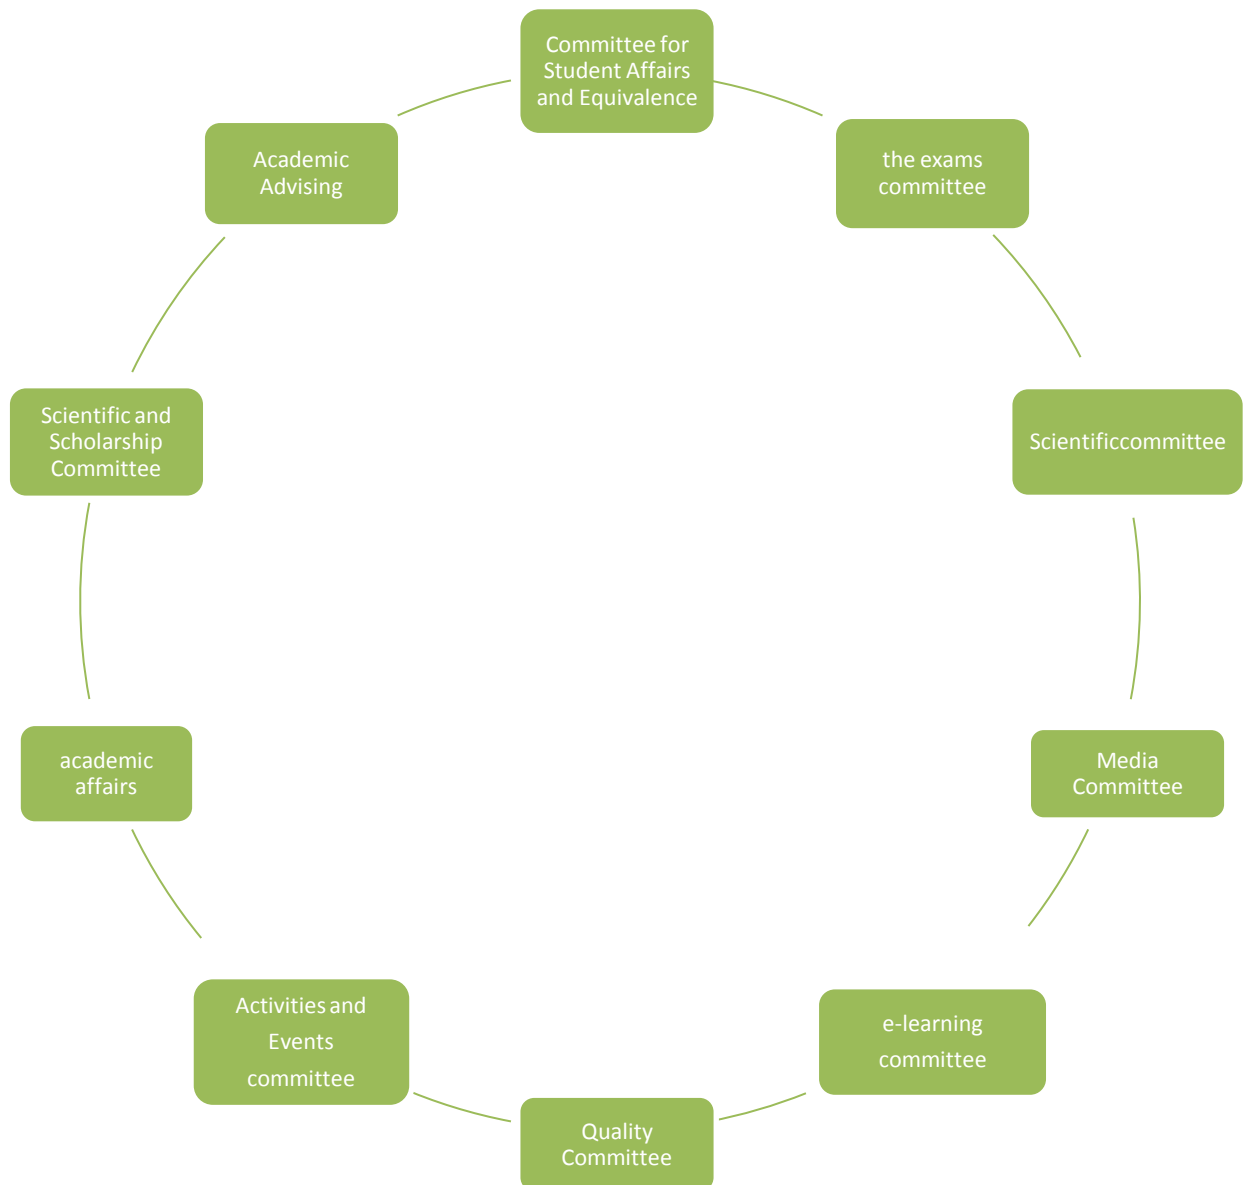 Committee for
Student Affairs
and Equivalence
the exams
committee
Scientificcommittee
Media
Committee
e-learning
committee
Quality
Committee
Activities and
Events
committee
academic
affairs
Scientific and
Scholarship
Committee
Academic
Advising